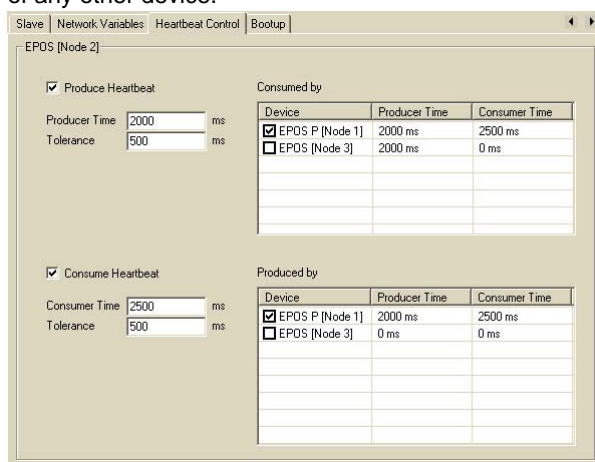 of any other device.
Slave Network Variables Heartbeat Control Bootup
EPOS [Node 2]
Produce Heartbeat
Consumed by
Producer Time 2000 ms
Tolerance 500 ms
Device Producer Time Consumer Time
EPOS P [Node 1] 2000 ms 2500 ms
EPOS [Node 3] 2000 ms 0 ms
Consume Heartbeat
Produced by
Consumer Time 2500 ms
Tolerance 500 ms
Device Producer Time Consumer Time
EPOS P [Node 1] 2000 ms 2500 ms
EPOS [Node 3] 0 ms 0 ms